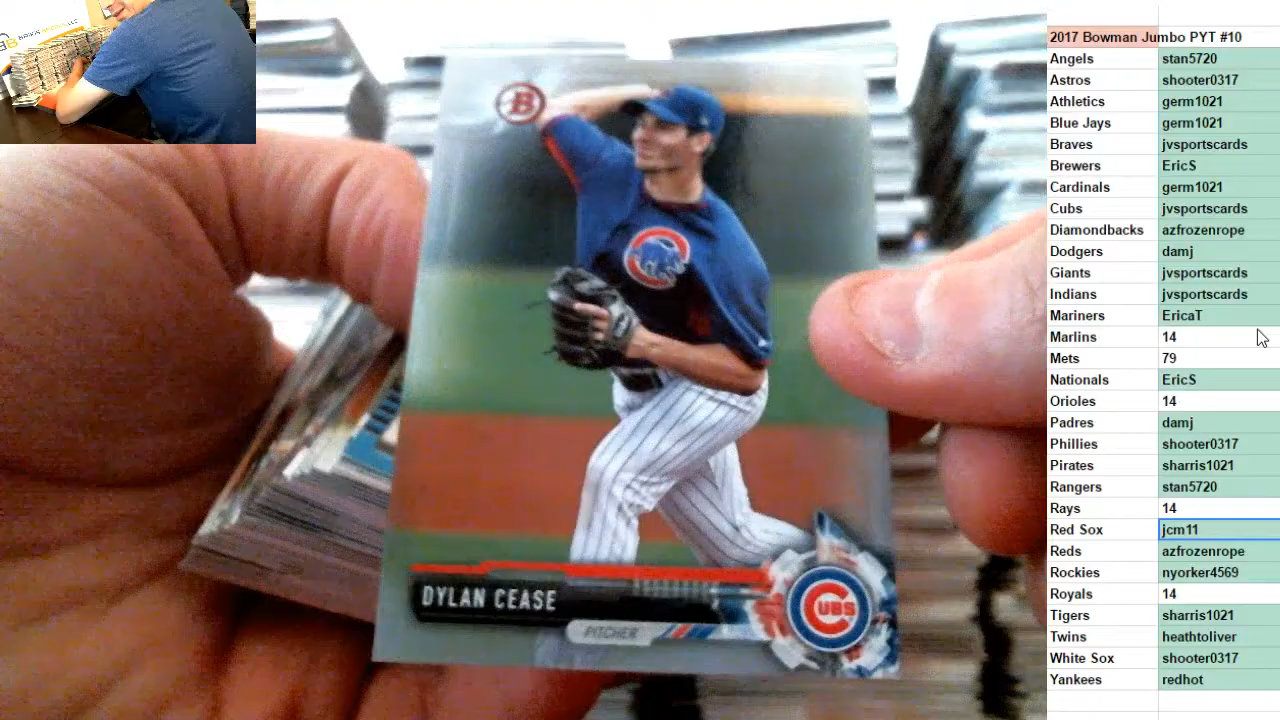 B
DYLAN CEASE
PITCHER
CUBS
2017 Bowman Jumbo PYT #10
Angels stan5720
Astros shooter0317
Athletics germ1021
Blue Jays germ1021
Braves jvsportscards
Brewers EricS
Cardinals germ1021
Cubs jvsportscards
Diamondbacks azfrozenrope
Dodgers damj
Giants jvsportscards
Indians jvsportscards
Mariners EricaT
Marlins 14
Mets 79
Nationals EricS
Orioles 14
Padres damj
Phillies shooter0317
Pirates sharris1021
Rangers stan5720
Rays 14
Red Sox jcm11
Reds azfrozenrope
Rockies nyorker4569
Royals 14
Tigers sharris1021
Twins heathtoliver
White Sox shooter0317
Yankees redhot